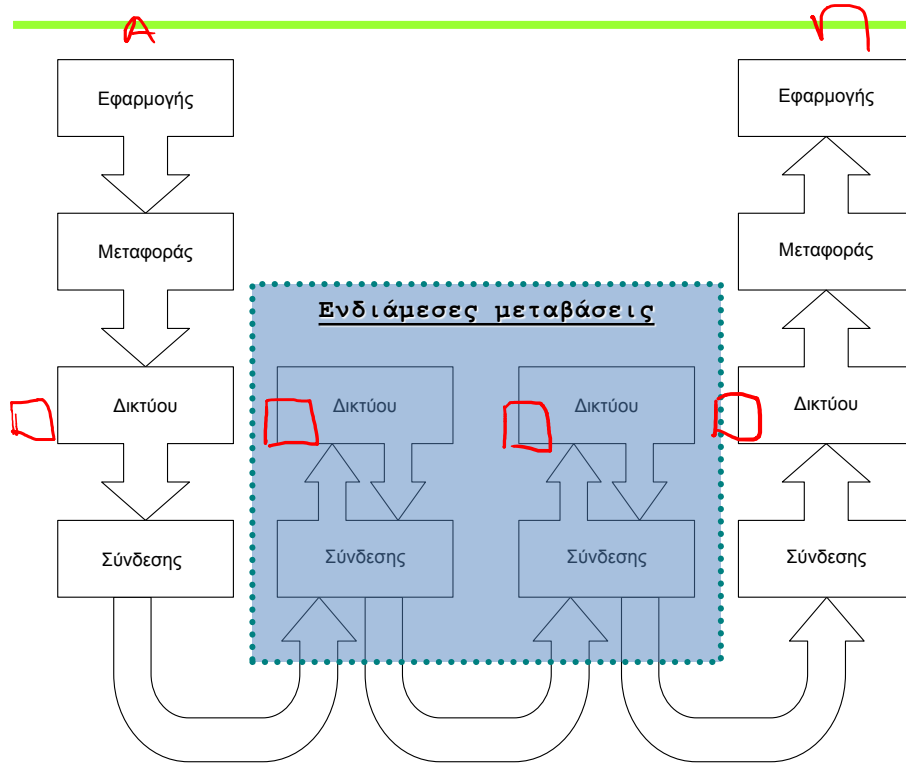 A Π
Εφαρμογής Εφαρμογής
Μεταφοράς Μεταφοράς
Ενδιάμεσες μεταβάσεις
Δικτύου Δικτύου Δικτύου Δικτύου
Σύνδεσης Σύνδεσης Σύνδεσης Σύνδεσης